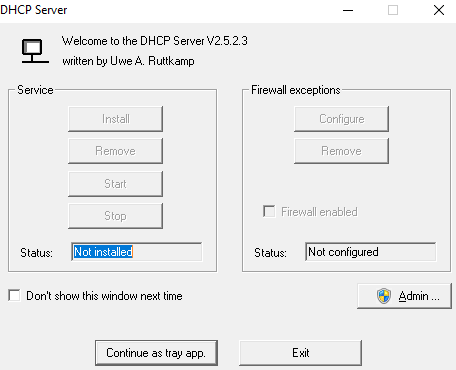 DHCP Server
Welcome to the DHCP Server V2.5.2.3
written by Uwe A. Ruttkamp
Service
Install
Remove
Start
Stop
Status: Not installed
Firewall exceptions
Configure
Remove
Firewall enabled
Status: Not configured
Don't show this window next time
Admin ...
Continue as tray app.
Exit